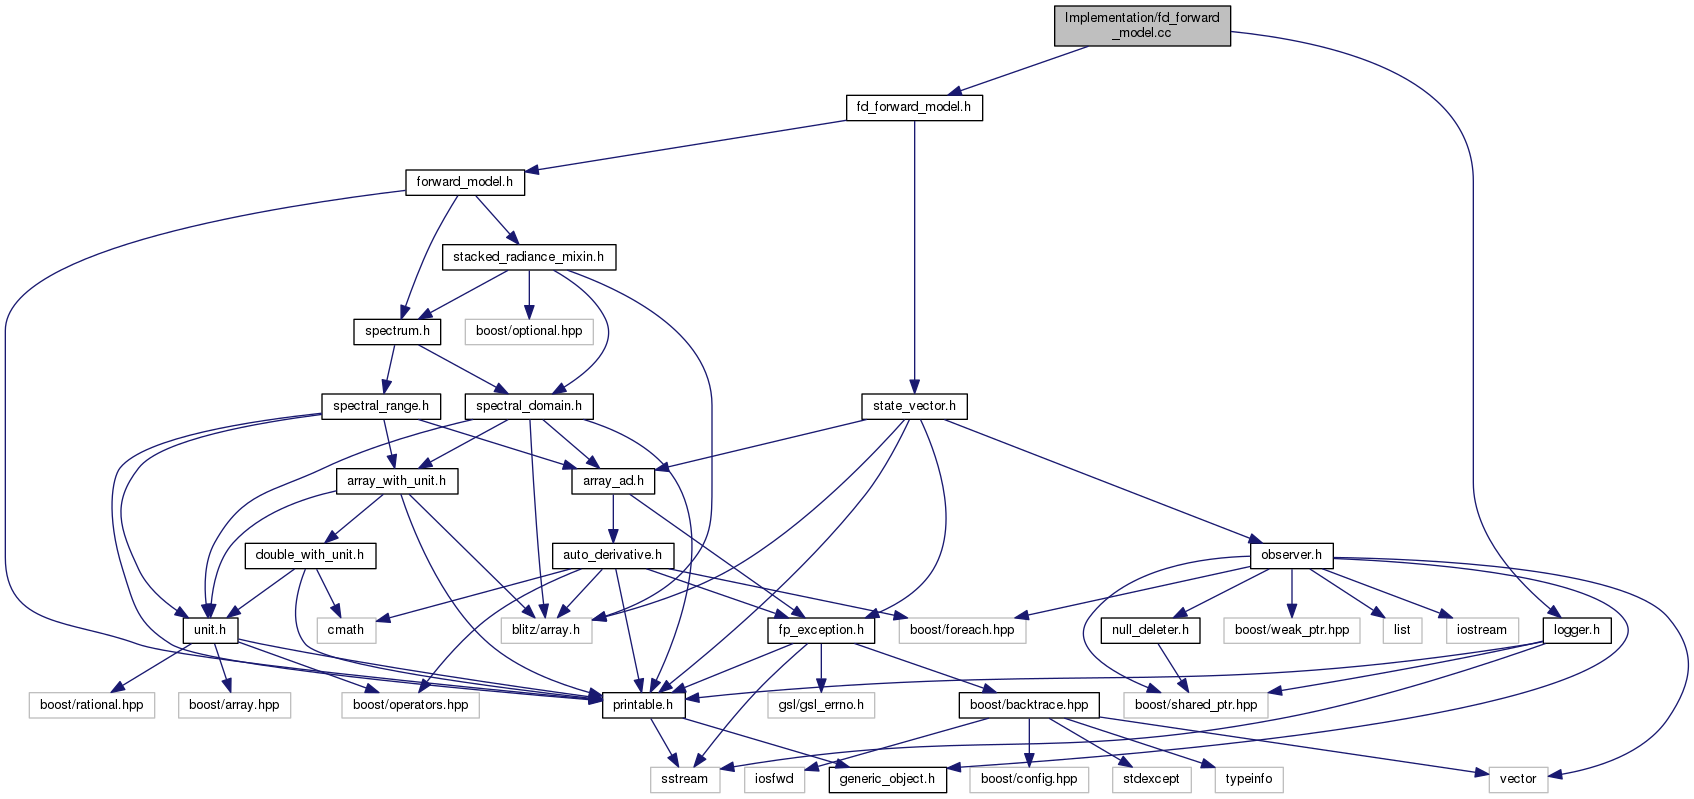 Implementation/fd_forward
_model.cc
fd_forward_model.h
forward_model.h
stacked_radiance_mixin.h
spectrum.h
boost/optional.hpp
spectral_range.h
spectral_domain.h
state_vector.h
array_with_unit.h
array_ad.h
double_with_unit.h
auto_derivative.h
observer.h
unit.h
cmath
blitz/array.h
fp_exception.h
boost/foreach.hpp
null_deleter.h
boost/weak_ptr.hpp
list
iostream
logger.h
boost/rational.hpp
boost/array.hpp
boost/operators.hpp
printable.h
gsl/gsl_errno.h
boost/backtrace.hpp
boost/shared_ptr.hpp
sstream
iosfwd
generic_object.h
boost/config.hpp
stdexcept
typeinfo
vector